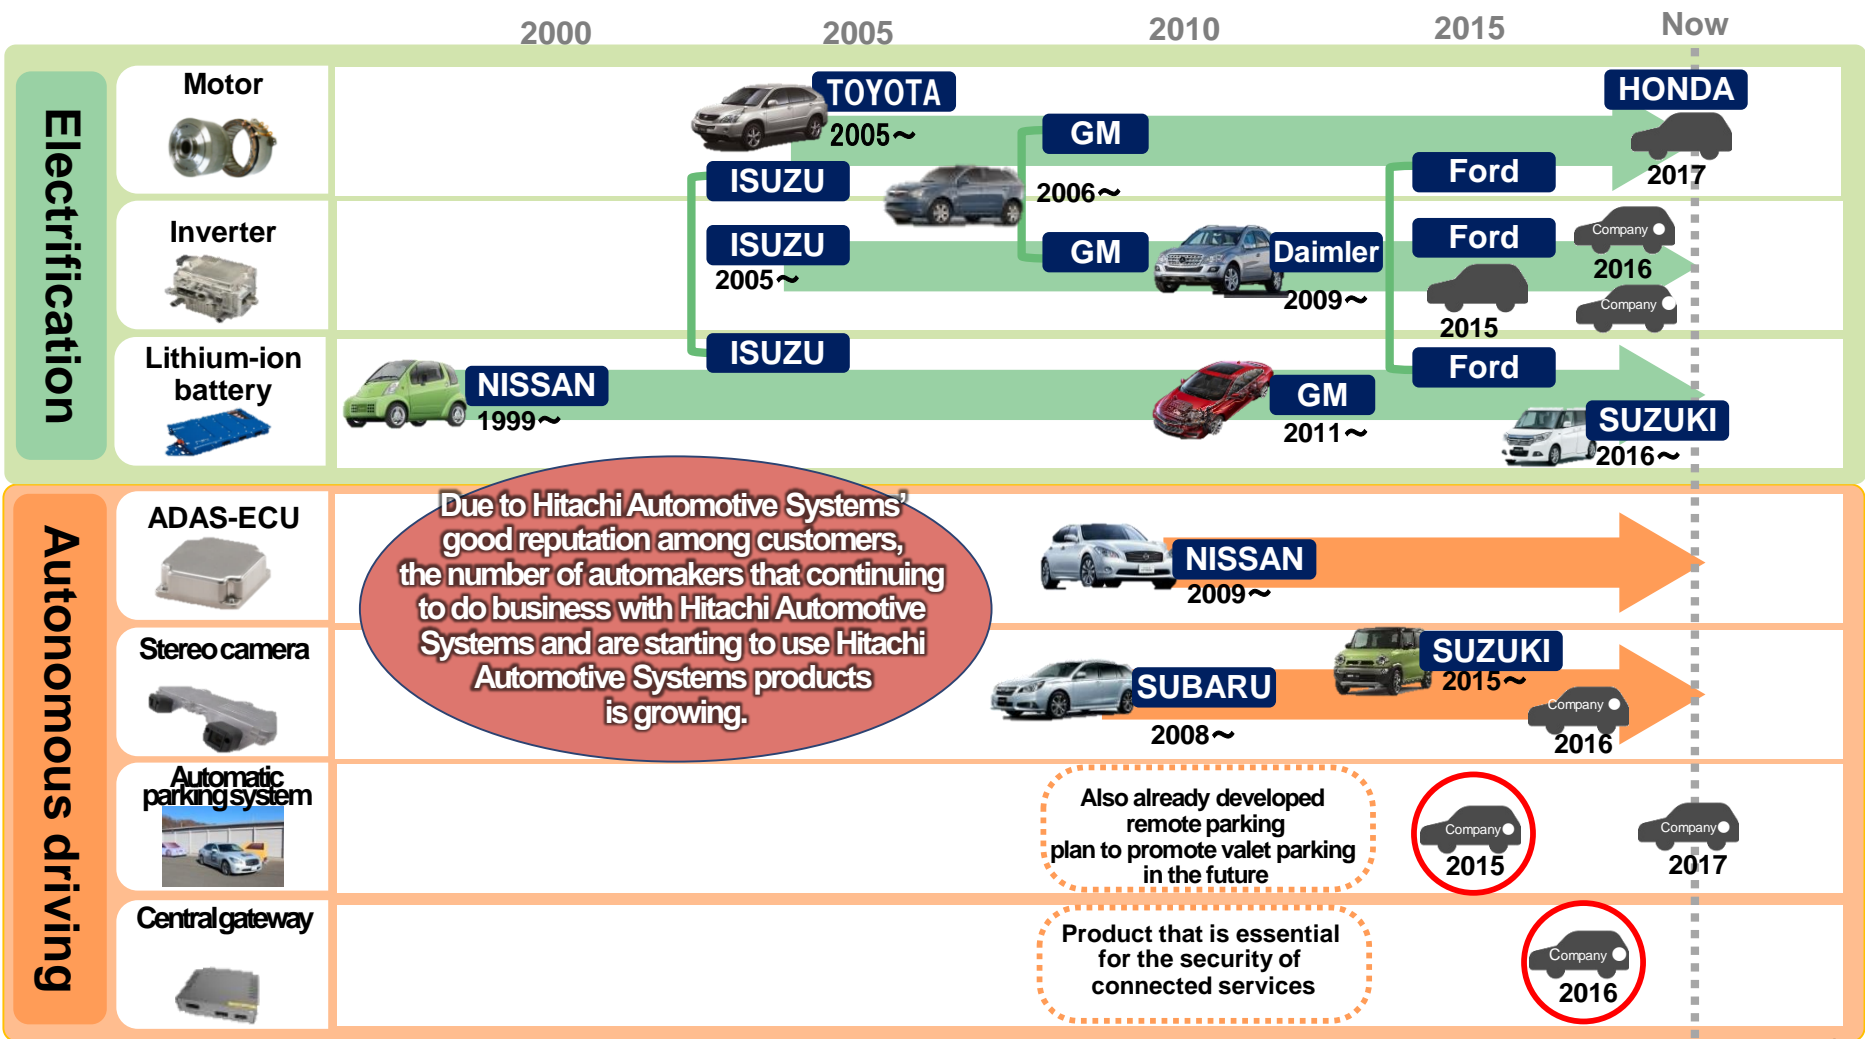 2000
2005
2010
2015
Now
Electrification
Motor
TOYOTA
2005~
ISUZU
GM
2006~
Ford
HONDA
2017
Inverter
ISUZU
2005~
GM
Daimler
2009~
Ford
2015
Company
2016
Company
Lithium-ion
battery
NISSAN
1999~
ISUZU
GM
2011~
Ford
SUZUKI
2016~
Due to Hitachi Automotive Systems’
good reputation among customers,
the number of automakers that continuing
to do business with Hitachi Automotive
Systems and are starting to use Hitachi
Automotive Systems products
is growing.
Autonomous driving
ADAS-ECU
NISSAN
2009~
Stereo camera
SUBARU
2008~
SUZUKI
2015~
Company
2016
Automatic
parking system
Also already developed
remote parking
plan to promote valet parking
in the future
Company
2015
Company
2017
Central gateway
Product that is essential
for the security of
connected services
Company
2016